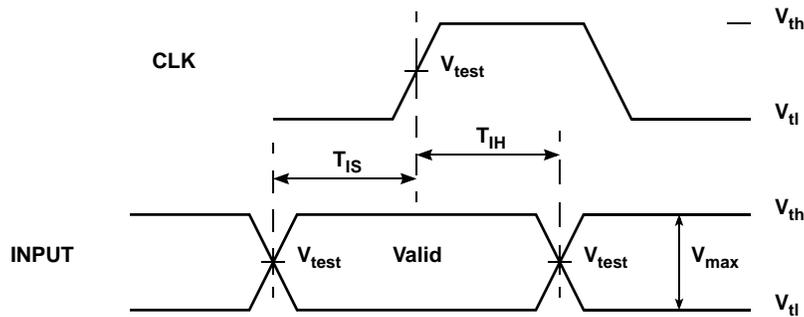 V_th
CLK
V_test
V_tl
T_IS
T_IH
V_th
INPUT
V_test
Valid
V_test
V_max
V_tl